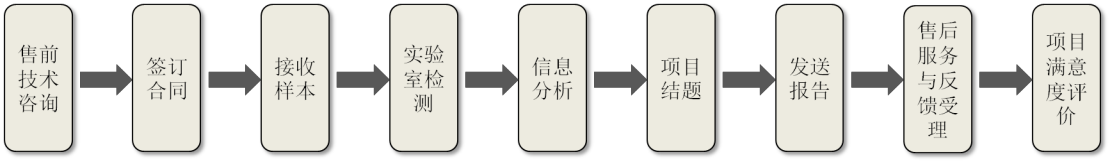 售前
技术
咨询
签订
合同
接收
样本
实验
室检
测
信息
分析
项目
结题
发送
报告
售后
服务
与反
馈受
理
项目
满意
度评
价